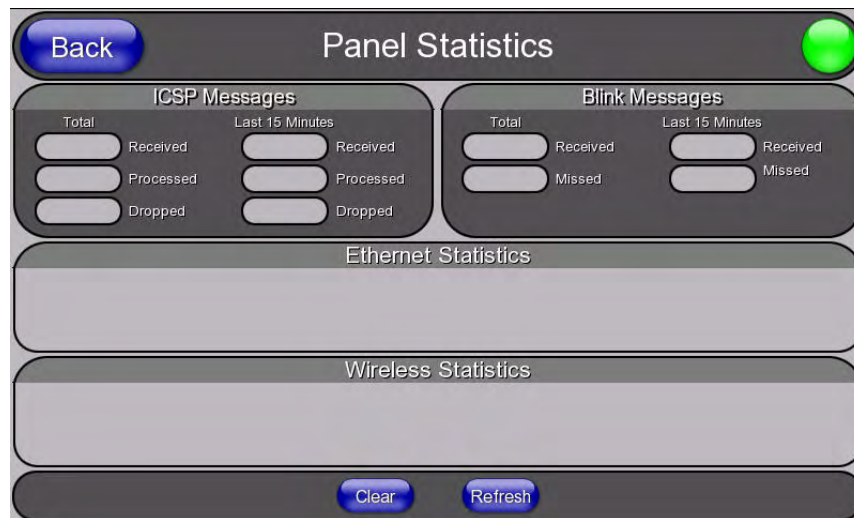 Back
Panel Statistics
ICSP Messages
Total Last 15 Minutes
Received Received
Processed Processed
Dropped Dropped
Blink Messages
Total Last 15 Minutes
Received Received
Missed Missed
Ethernet Statistics
Wireless Statistics
Clear Refresh